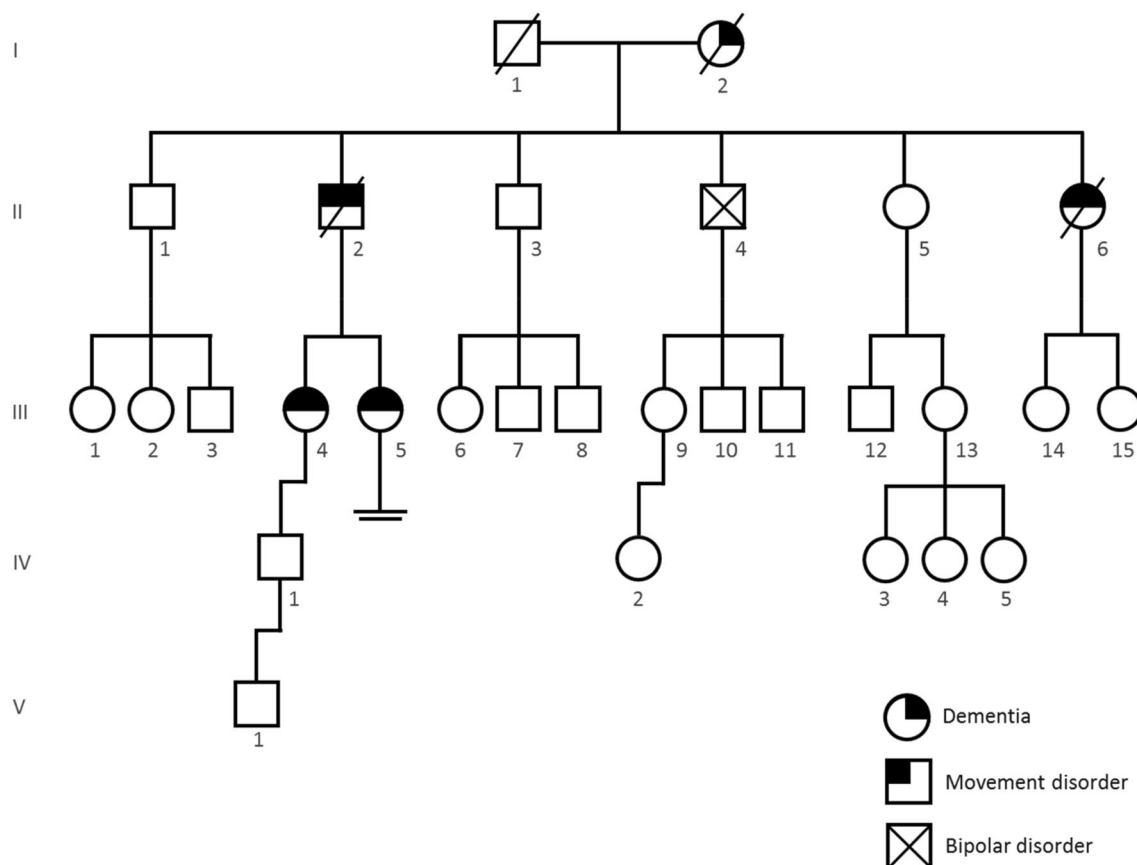 I
1 2
II
1 2 3 4 5 6
III
1 2 3 4 5 6 7 8 9 10 11 12 13 14 15
IV
1 2 3 4 5
V
1
Dementia
Movement disorder
Bipolar disorder